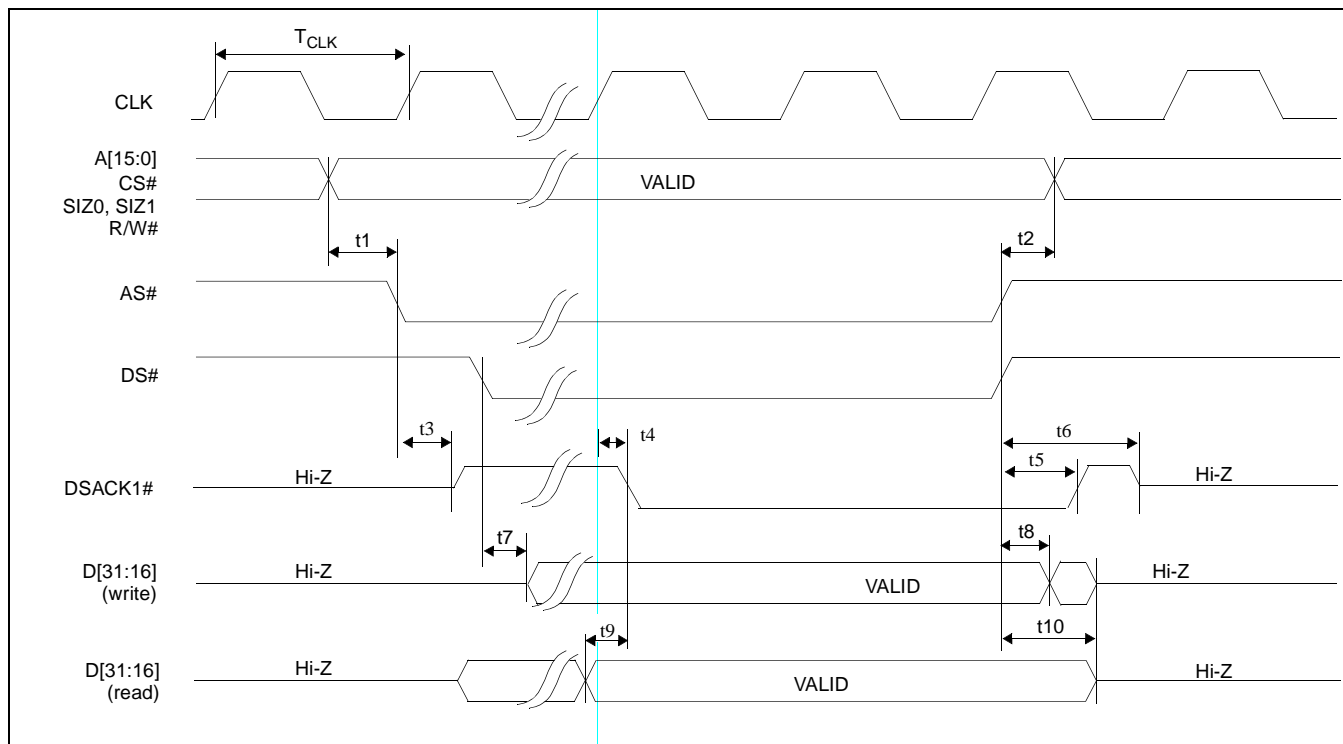 TCLK
CLK
A[15:0]
CS#
SIZ0, SIZ1
R/W#
VALID
t1
t2
AS#
DS#
t3
t4
t6
t5
DSACK1#
Hi-Z
Hi-Z
t7
t8
D[31:16]
(write)
Hi-Z
VALID
Hi-Z
t9
t10
D[31:16]
(read)
Hi-Z
VALID
Hi-Z